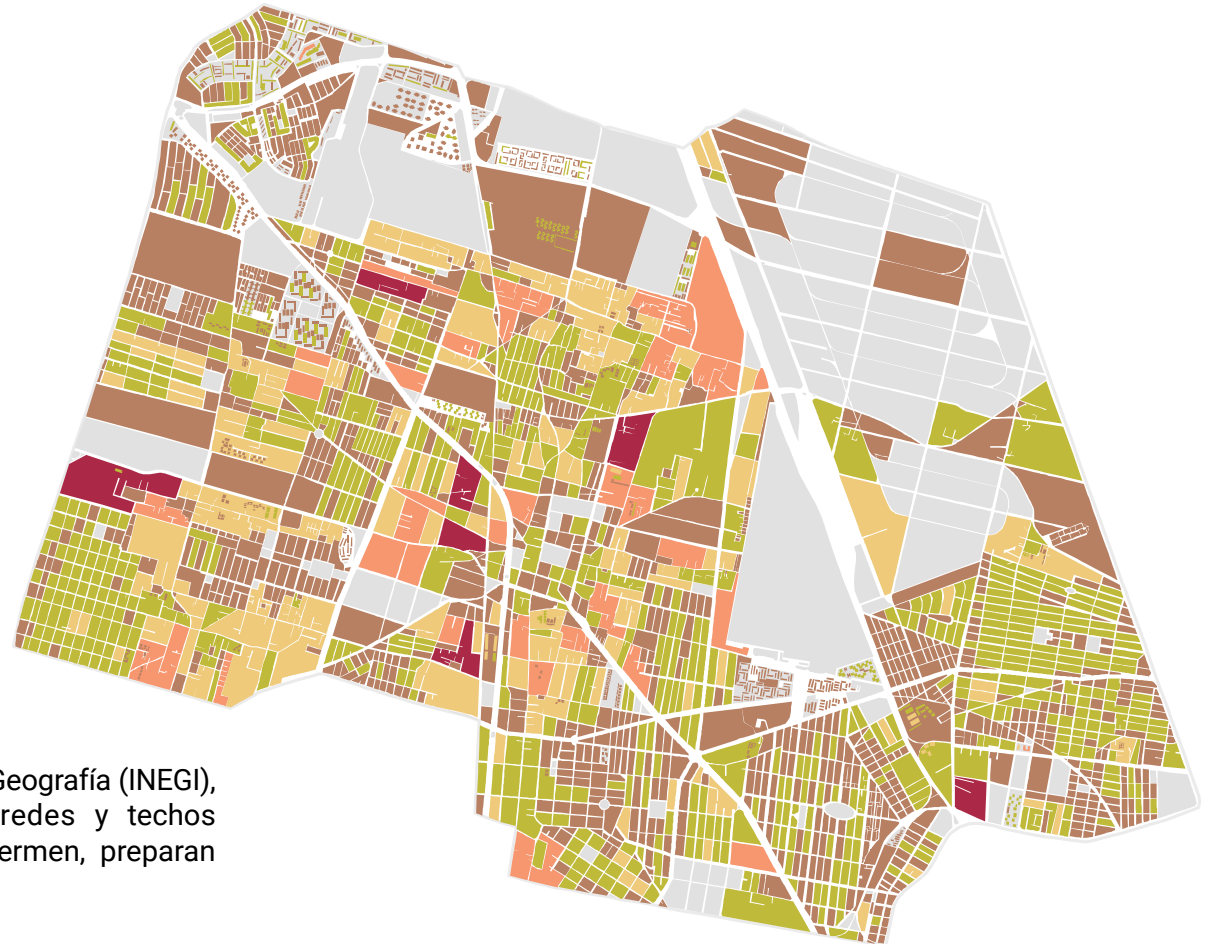 Geografía (INEGI),
redes y techos
ermen, preparan